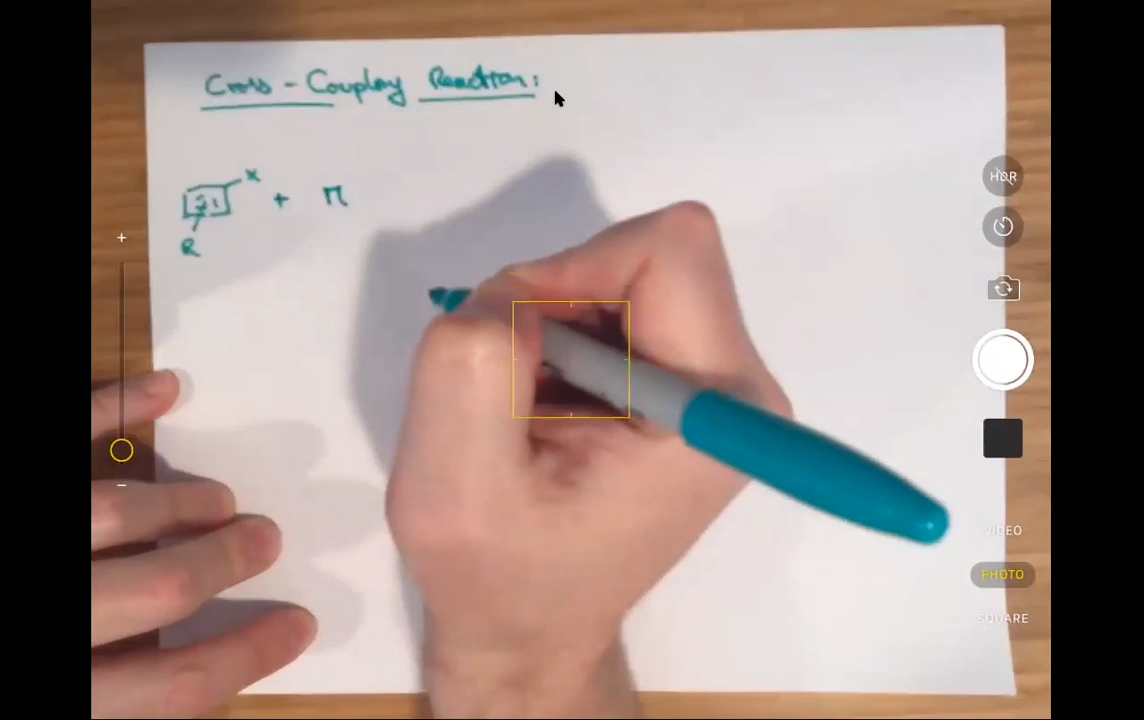 Cross - Coupling Reaction:
X
+ M
R
HDR
VIDEO
PHOTO
SQUARE